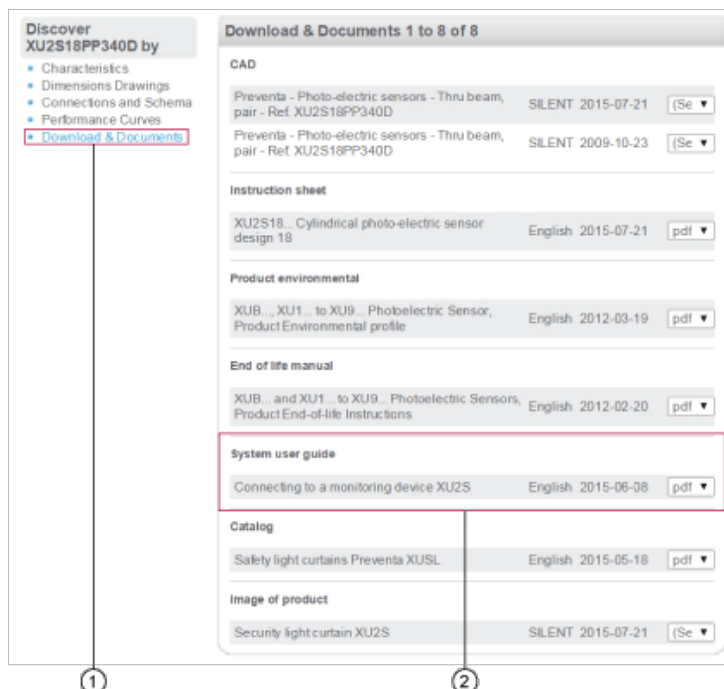 Discover
XU2S18PP340D by
Characteristics
Dimensions Drawings
Connections and Schema
Performance Curves
Download & Documents
Download & Documents 1 to 8 of 8
CAD
Preventa - Photo-electric sensors - Thru beam, pair - Ref. XU2S18PP340D SILENT 2015-07-21 (Se
Preventa - Photo-electric sensors - Thru beam, pair - Ref. XU2S18PP340D SILENT 2009-10-23 (Se
Instruction sheet
XU2S18... Cylindrical photo-electric sensor design 18 English 2015-07-21 pdf
Product environmental
XUB..., XU1... to XU9... Photoelectric Sensor, Product Environmental profile English 2012-03-19 pdf
End of life manual
XUB... and XU1... to XU9... Photoelectric Sensors, Product End-of-life Instructions English 2012-02-20 pdf
System user guide
Connecting to a monitoring device XU2S English 2015-06-08 pdf
Catalog
Safety light curtains Preventa XUSL English 2015-05-18 pdf
Image of product
Security light curtain XU2S SILENT 2015-07-21 (Se
1 2